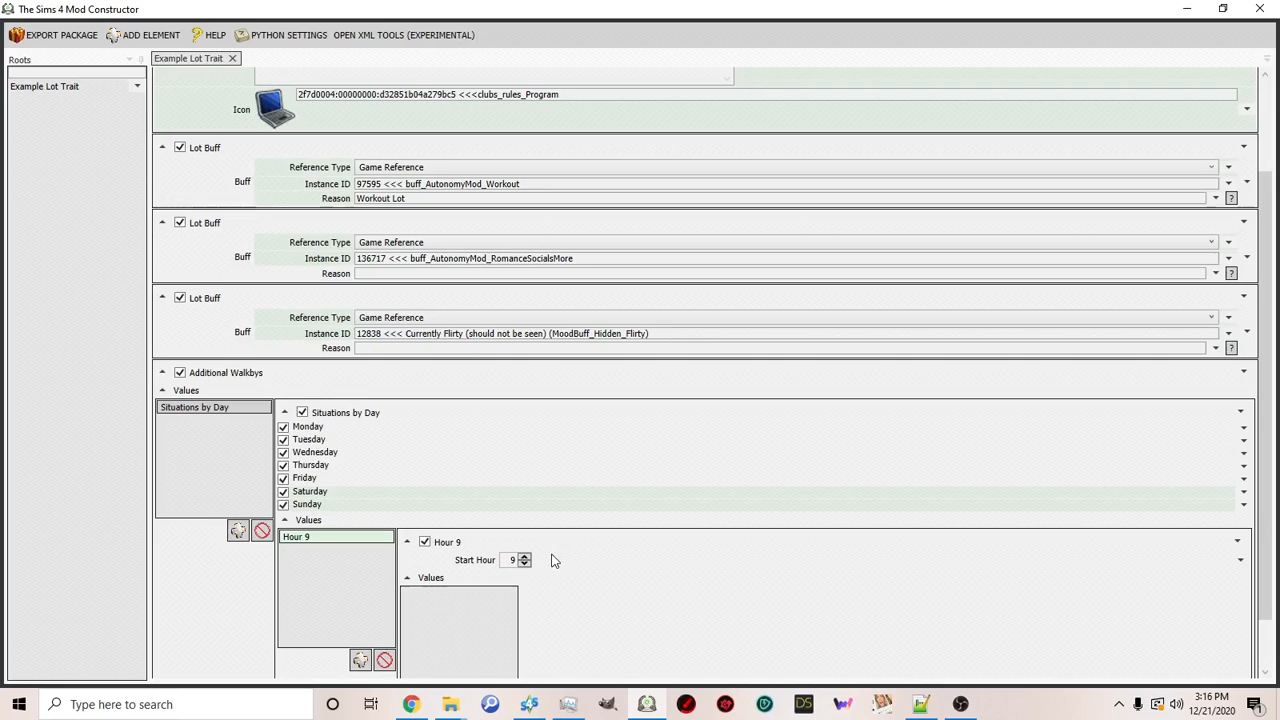 The Sims 4 Mod Constructor
EXPORT PACKAGE ADD ELEMENT HELP PYTHON SETTINGS OPEN XML TOOLS (EXPERIMENTAL)
Roots
Example Lot Trait
Example Lot Trait
2f7d0004:00000000:d32851b04a279bc5 <<<clubs_rules_Program
Icon
Lot Buff
Reference Type Game Reference
Buff
Instance ID 97595 <<< buff_AutonomyMod_Workout
Reason Workout Lot ?
Lot Buff
Reference Type Game Reference
Buff
Instance ID 136717 <<< buff_AutonomyMod_RomanceSocialsMore
Reason ?
Lot Buff
Reference Type Game Reference
Buff
Instance ID 12838 <<< Currently Flirty (should not be seen) (MoodBuff_Hidden_Flirty)
Reason ?
Additional Walkbys
Values
Situations by Day
Situations by Day
Monday
Tuesday
Wednesday
Thursday
Friday
Saturday
Sunday
Values
Hour 9
Hour 9
Start Hour 9
Values
Type here to search
DS
3:16 PM
12/21/2020
1